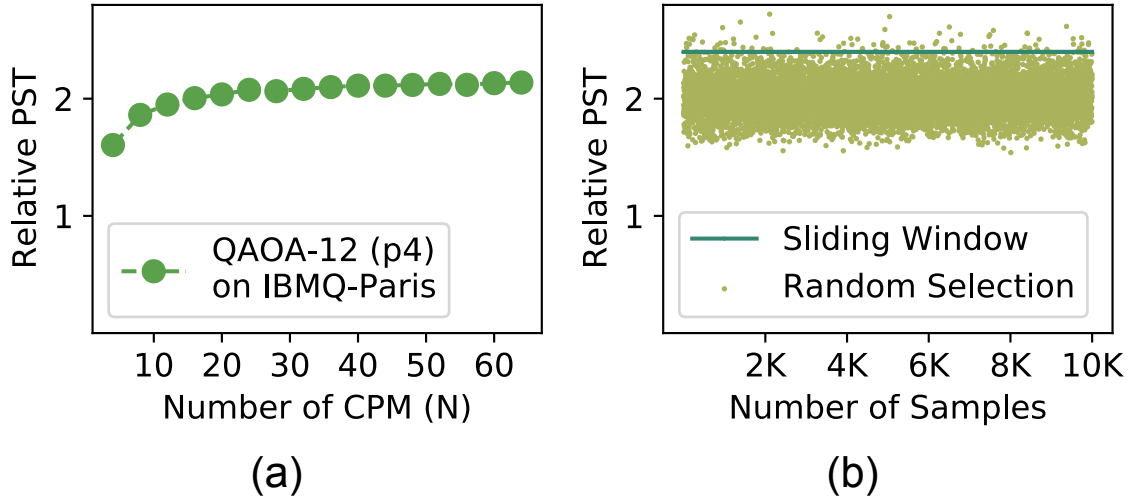 Relative PST
2
1
QAOA-12 (p4)
on IBMQ-Paris
10 20 30 40 50 60
Number of CPM (N)
(a)
Relative PST
2
1
Sliding Window
Random Selection
2K 4K 6K 8K 10K
Number of Samples
(b)